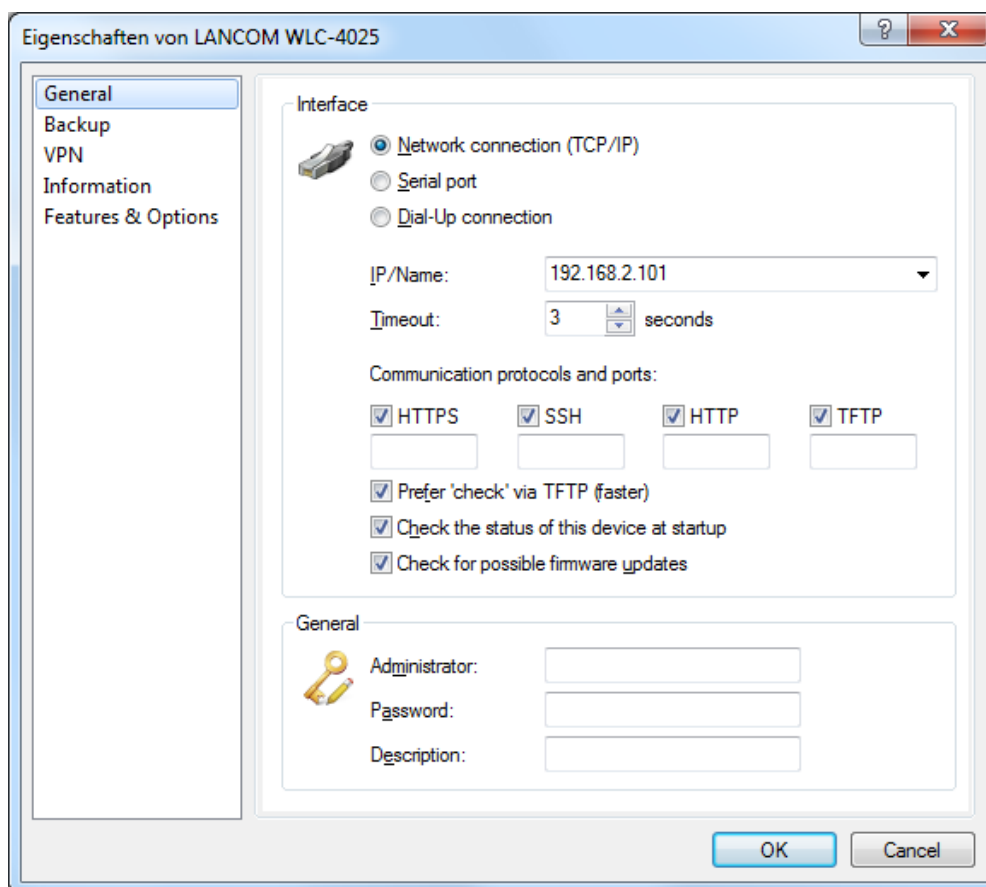 Eigenschaften von LANCOM WLC-4025
General
Backup
VPN
Information
Features & Options
Interface
Network connection (TCP/IP)
Serial port
Dial-Up connection
IP/Name: 192.168.2.101
Timeout: 3 seconds
Communication protocols and ports:
HTTPS SSH HTTP TFTP
Prefer 'check' via TFTP (faster)
Check the status of this device at startup
Check for possible firmware updates
General
Administrator:
Password:
Description:
OK Cancel